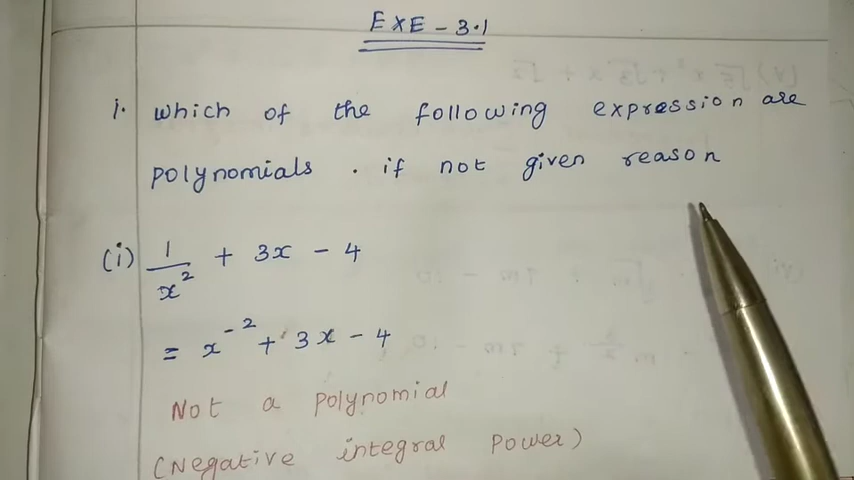 EXE - 3.1
1. which of the following expression are
polynomials . if not given reason
(i) 1/x² + 3x - 4
= x⁻² + 3x - 4
Not a polynomial
(Negative integral power)